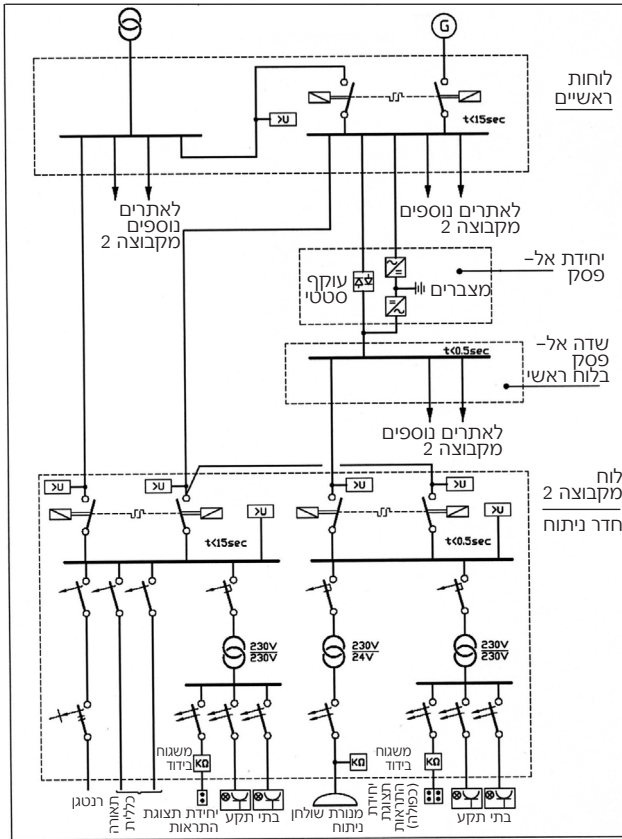 G
לוחות
ראשיים
U<
t<15sec
לאתרים
נוספים
מקבוצה 2
לאתרים נוספים
מקבוצה 2
יחידת אל–
פסק
עוקף
סטטי
מצברים
שדה אל–
פסק
בלוח ראשי
t<0.5sec
לאתרים נוספים
מקבוצה 2
לוח
מקבוצה 2
חדר ניתוח
U<
U<
U<
U<
U<
U<
t<15sec
t<0.5sec
230V
230V
230V
24V
230V
230V
משגוח
בידוד
KΩ
KΩ
משגוח
בידוד
KΩ
רנטגן
תאורה
כללית
יחידת תצוגת
התראות
בתי תקע
מנורת שולחן
ניתוח
יחידת
תצוגת
התראות
(כפולה)
בתי תקע